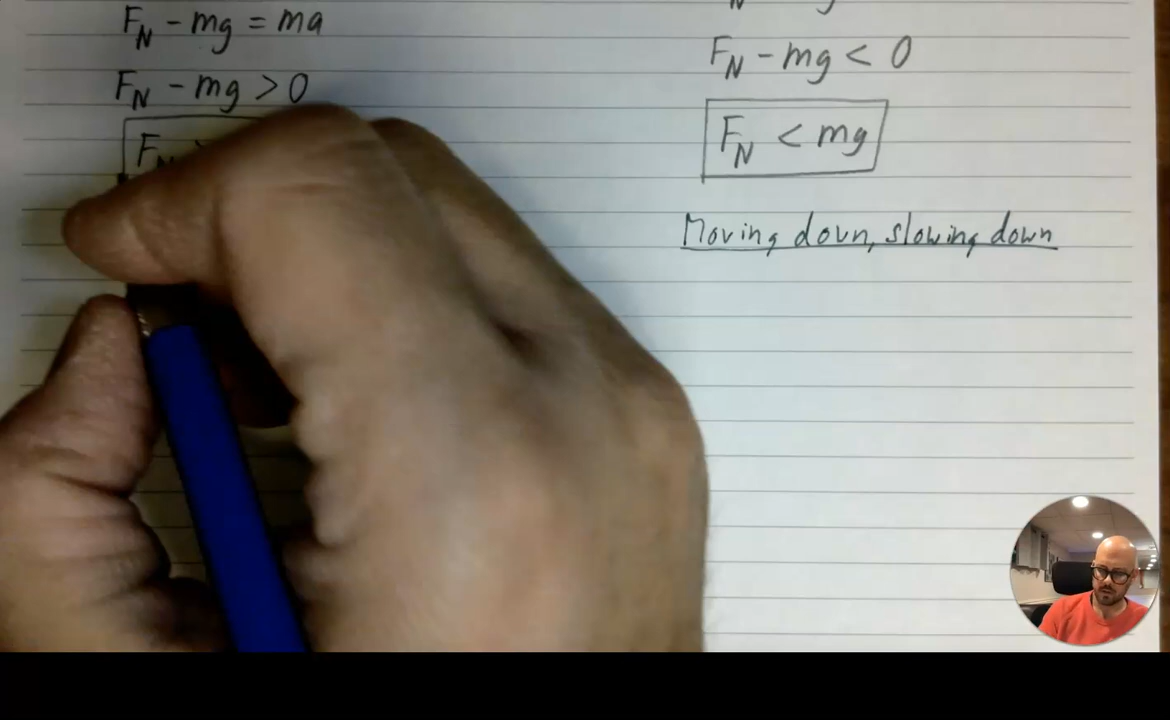 F_N - mg = ma
F_N - mg > 0
F_N
F_N - mg < 0
F_N < mg
Moving down, slowing down